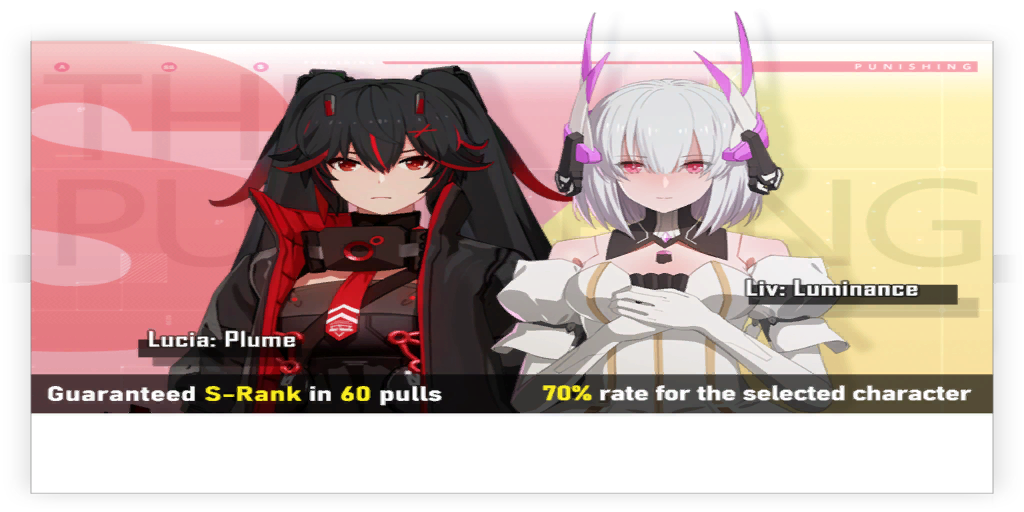 PUNISHING
Lucia: Plume
Liv: Luminance
Guaranteed S-Rank in 60 pulls
70% rate for the selected character